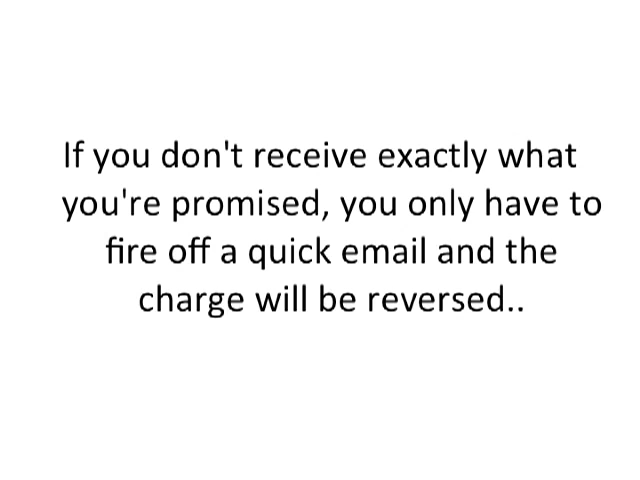 If you don't receive exactly what
you're promised, you only have to
fire off a quick email and the
charge will be reversed..